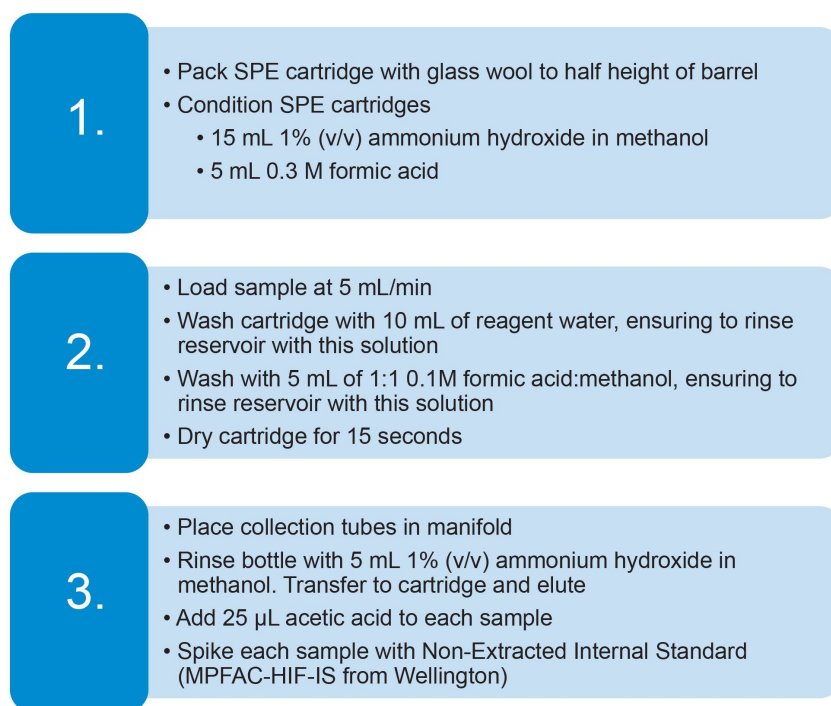 1.
• Pack SPE cartridge with glass wool to half height of barrel
• Condition SPE cartridges
• 15 mL 1% (v/v) ammonium hydroxide in methanol
• 5 mL 0.3 M formic acid
2.
• Load sample at 5 mL/min
• Wash cartridge with 10 mL of reagent water, ensuring to rinse
reservoir with this solution
• Wash with 5 mL of 1:1 0.1M formic acid:methanol, ensuring to
rinse reservoir with this solution
• Dry cartridge for 15 seconds
3.
• Place collection tubes in manifold
• Rinse bottle with 5 mL 1% (v/v) ammonium hydroxide in
methanol. Transfer to cartridge and elute
• Add 25 µL acetic acid to each sample
• Spike each sample with Non-Extracted Internal Standard
(MPFAC-HIF-IS from Wellington)